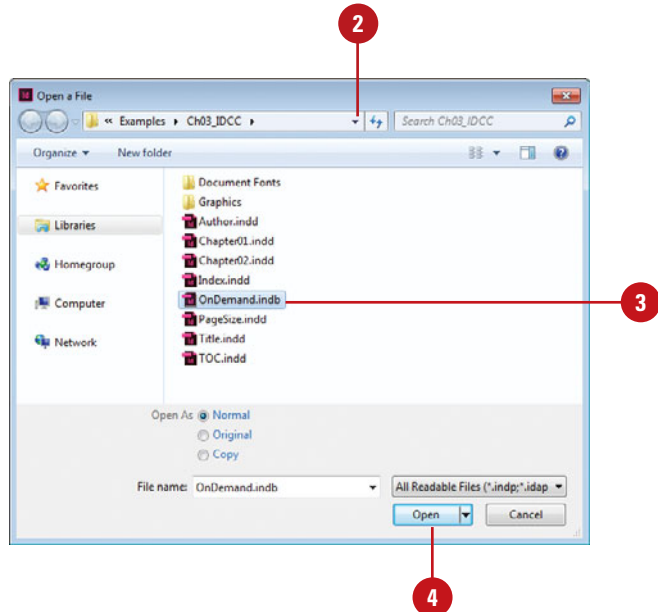 2
Open a File
« Examples ▸ Ch03_IDCC ▸ Search Ch03_IDCC
Organize ▾ New folder
Favorites
Libraries
Homegroup
Computer
Network
Document Fonts
Graphics
Author.indd
Chapter01.indd
Chapter02.indd
Index.indd
OnDemand.indb
3
PageSize.indd
Title.indd
TOC.indd
Open As Normal
Original
Copy
File name: OnDemand.indb All Readable Files (*.indp;*.idap
Open Cancel
4